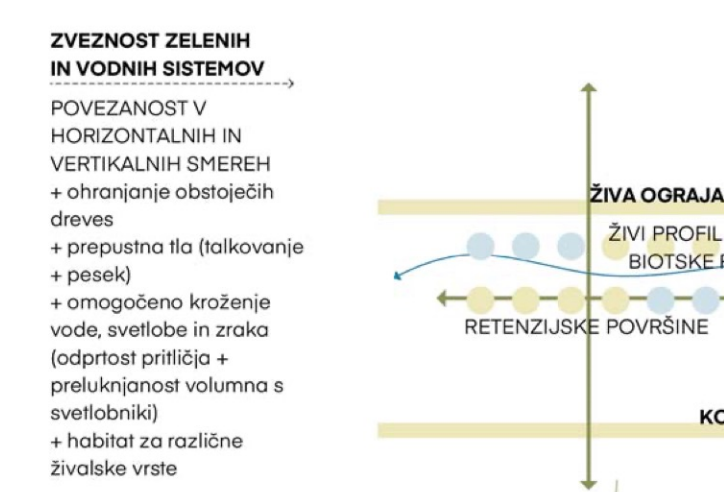 ZVEZNOST ZELENIH
IN VODNIH SISTEMOV
POVEZANOST V
HORIZONTALNIH IN
VERTIKALNIH SMEREH
+ ohranjanje obstoječih
dreves
+ prepustna tla (talkovanje
+ pesek)
+ omogočeno kroženje
vode, svetlobe in zraka
(odprtost pritličja +
preluknjanost volumna s
svetlobniki)
+ habitat za različne
živalske vrste
ŽIVA OGRAJA
ŽIVI PROFIL
BIOTSKE
RETENZIJSKE POVRŠINE